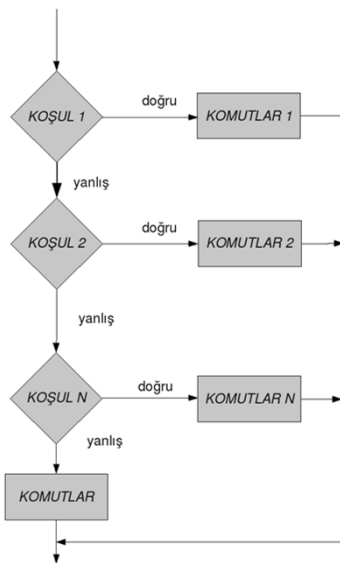 doğru
KOŞUL 1
KOMUTLAR 1
yanlış
doğru
KOŞUL 2
KOMUTLAR 2
yanlış
doğru
KOŞUL N
KOMUTLAR N
yanlış
KOMUTLAR